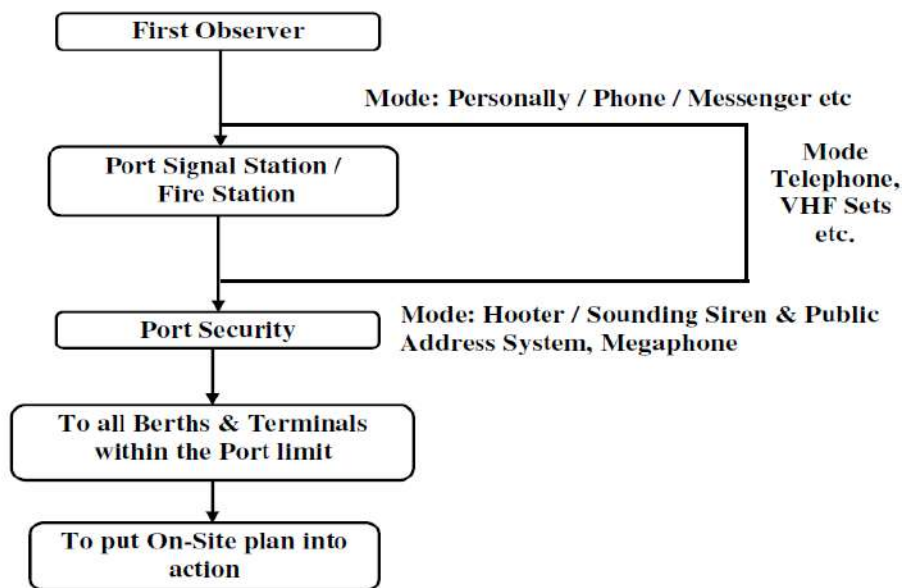 First Observer
Mode: Personally / Phone / Messenger etc
Port Signal Station /
Fire Station
Mode
Telephone,
VHF Sets
etc.
Port Security
Mode: Hooter / Sounding Siren & Public
Address System, Megaphone
To all Berths & Terminals
within the Port limit
To put On-Site plan into
action